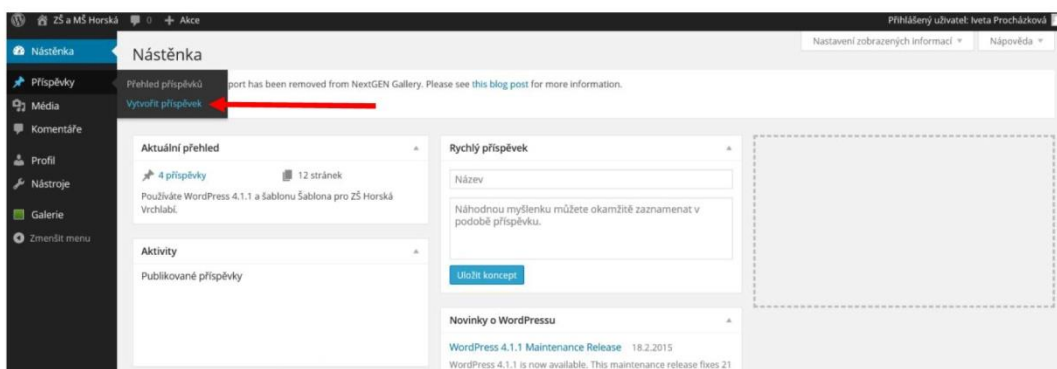 ZŠ a MŠ Horská 0 + Akce Přihlášený uživatel: Iveta Procházková
Nastavení zobrazených informací Nápověda
Nástěnka
Příspěvky
Média
Komentáře
Profil
Nástroje
Galerie
Zmenšit menu
Přehled příspěvků
Vytvořit příspěvek
Nástěnka
port has been removed from NextGEN Gallery. Please see this blog post for more information.
Aktuální přehled
4 příspěvky 12 stránek
Používáte WordPress 4.1.1 a šablonu Šablona pro ZŠ Horská
Vrchlabí.
Aktivity
Publikované příspěvky
Rychlý příspěvek
Název
Náhodnou myšlenku můžete okamžitě zaznamenat v
podobě příspěvku.
Uložit koncept
Novinky o WordPressu
WordPress 4.1.1 Maintenance Release 18.2.2015
WordPress 4.1.1 is now available. This maintenance release fixes 21